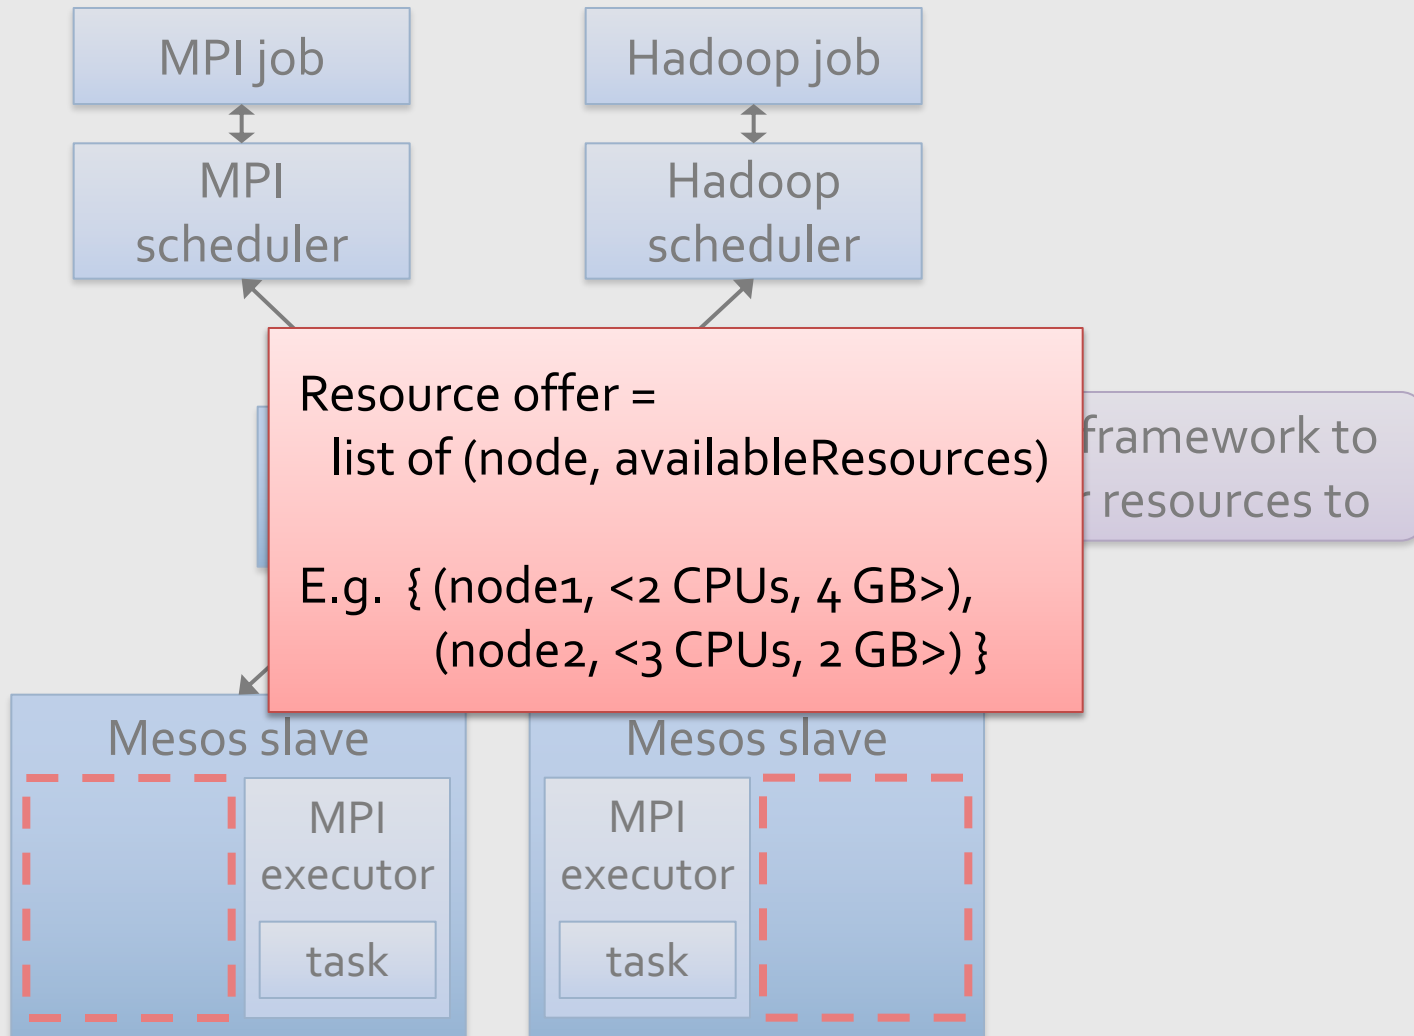 MPI job
Hadoop job
MPI
scheduler
Hadoop
scheduler
Resource offer =
list of (node, availableResources)
E.g. { (node1, <2 CPUs, 4 GB>),
(node2, <3 CPUs, 2 GB>) }
framework to
resources to
Mesos slave
Mesos slave
MPI
executor
task
MPI
executor
task